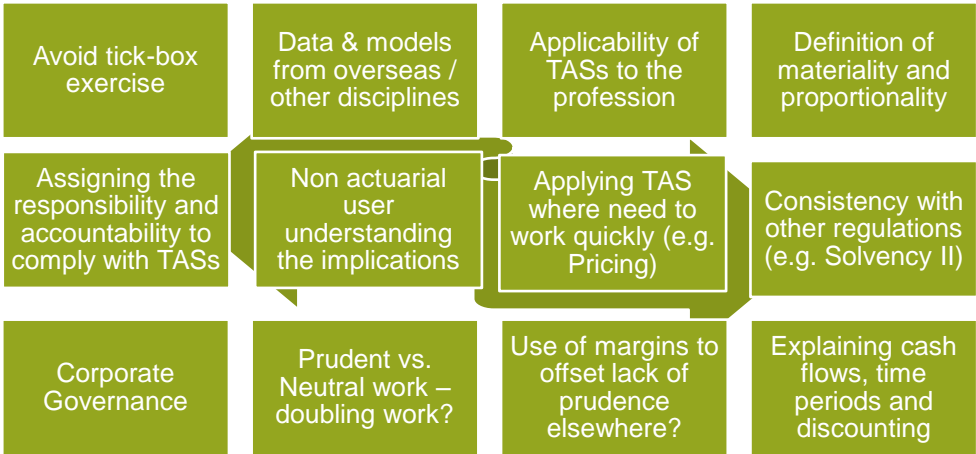 Avoid tick-box
exercise
Data & models
from overseas /
other disciplines
Applicability of
TASs to the
profession
Definition of
materiality and
proportionality
Assigning the
responsibility and
accountability to
comply with TASs
Non actuarial
user
understanding
the implications
Applying TAS
where need to
work quickly (e.g.
Pricing)
Consistency with
other regulations
(e.g. Solvency II)
Corporate
Governance
Prudent vs.
Neutral work –
doubling work?
Use of margins to
offset lack of
prudence
elsewhere?
Explaining cash
flows, time
periods and
discounting